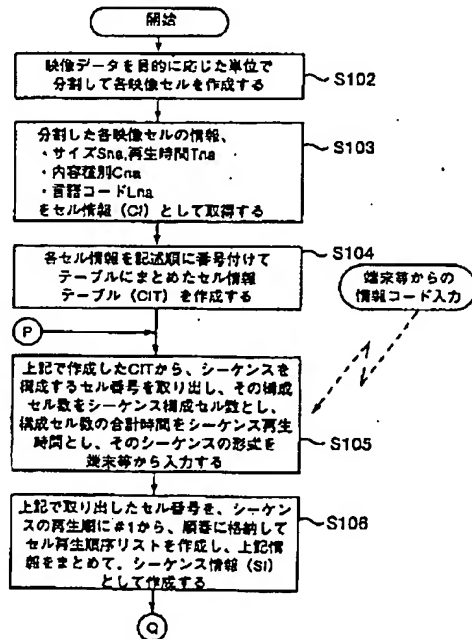 開始
映像データを目的に応じた単位で
分割して各映像セルを作成する
S102
分割した各映像セルの情報、
・サイズSna,再生時間Tna
・内容種別Cna
・言語コードLna
をセル情報(CI)として取得する
S103
各セル情報を記述順に番号付けて
テーブルにまとめたセル情報
テーブル(CIT)を作成する
S104
端末等からの
情報コード入力
P
上記で作成したCITから、シーケンスを
構成するセル番号を取り出し、その構成
セル数をシーケンス構成セル数とし、
構成セル数の合計時間をシーケンス再生
時間とし、そのシーケンスの形式を
端末等から入力する
S105
上記で取り出したセル番号を、シーケン
スの再生順に#1から、順番に格納して
セル再生順序リストを作成し、上記情
報をまとめて、シーケンス情報(SI)
として作成する
S106
Q